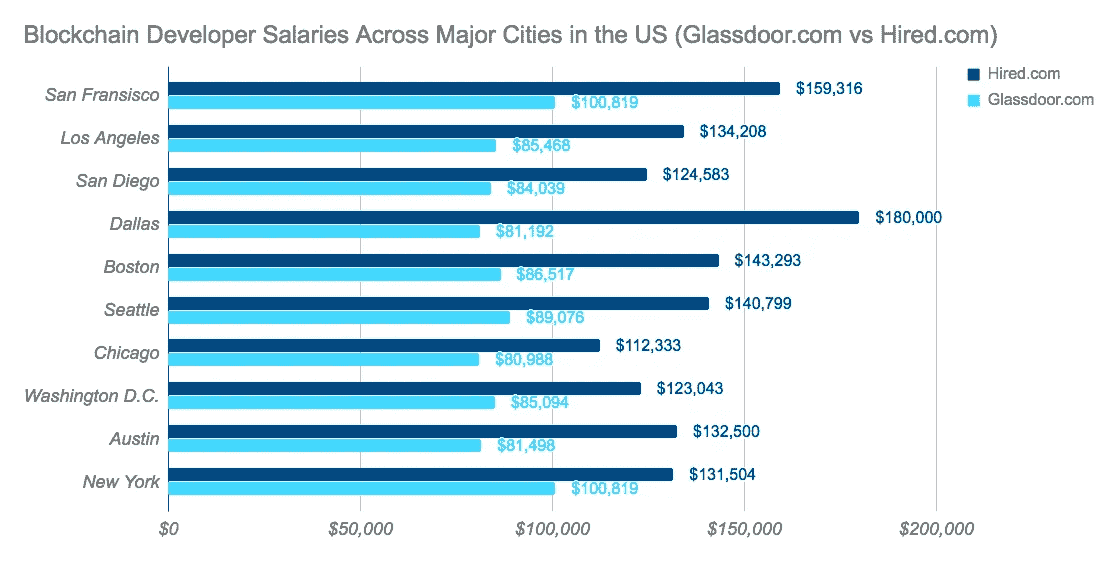 Blockchain Developer Salaries Across Major Cities in the US (Glassdoor.com vs Hired.com)
Hired.com
Glassdoor.com
San Fransisco
$159,316
$100,819
Los Angeles
$134,208
$85,468
San Diego
$124,583
$84,039
Dallas
$180,000
$81,192
Boston
$143,293
$86,517
Seattle
$140,799
$89,076
Chicago
$112,333
$80,988
Washington D.C.
$123,043
$85,094
Austin
$132,500
$81,498
New York
$131,504
$100,819
$0 $50,000 $100,000 $150,000 $200,000